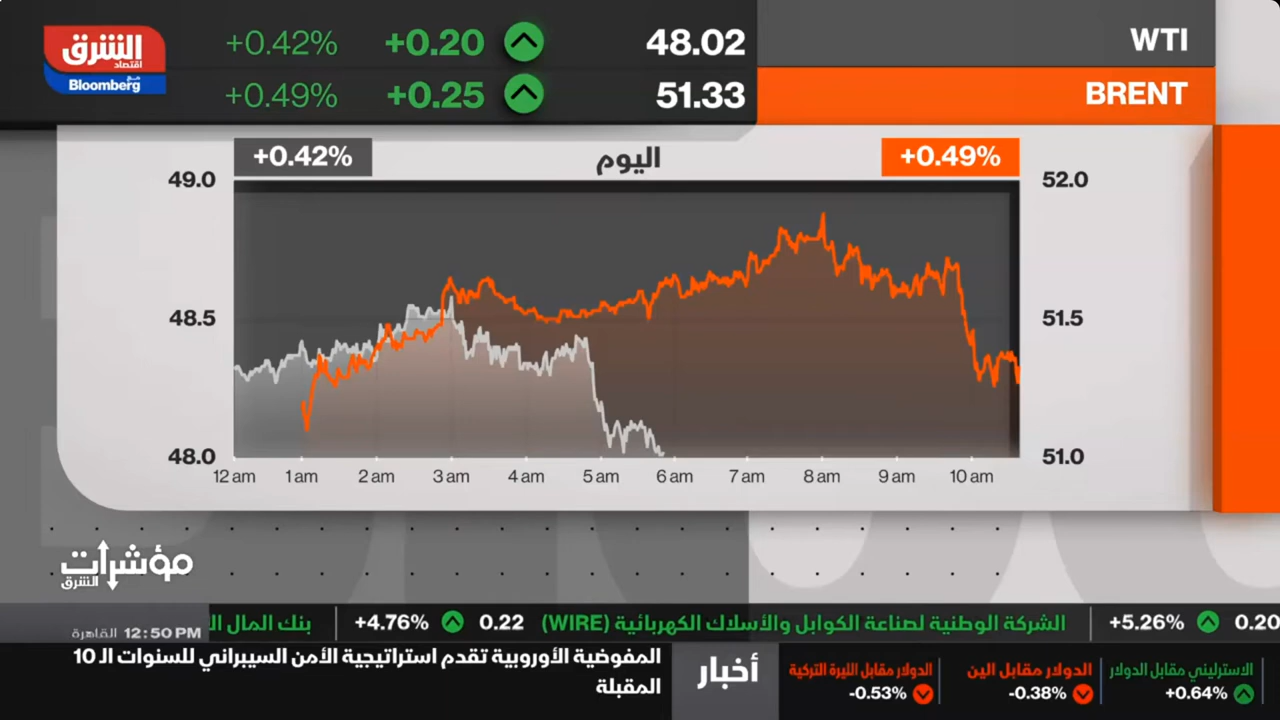 الشرق
اقتصاد
مع
Bloomberg
WTI 48.02 +0.20 +0.42%
BRENT 51.33 +0.25 +0.49%
+0.42% اليوم +0.49%
49.0 52.0
48.5 51.5
48.0 51.0
12 am 1 am 2 am 3 am 4 am 5 am 6 am 7 am 8 am 9 am 10 am
مؤشرات
الشرق
0.20 +5.26% الشركة الوطنية لصناعة الكوابل والأسلاك الكهربائية (WIRE) 0.22 +4.76% بنك المال
12:50 PM القاهرة
الاسترليني مقابل الدولار
+0.64%
الدولار مقابل الين
-0.38%
الدولار مقابل الليرة التركية
-0.53%
أخبار
المفوضية الأوروبية تقدم استراتيجية الأمن السيبراني للسنوات الـ 10
المقبلة